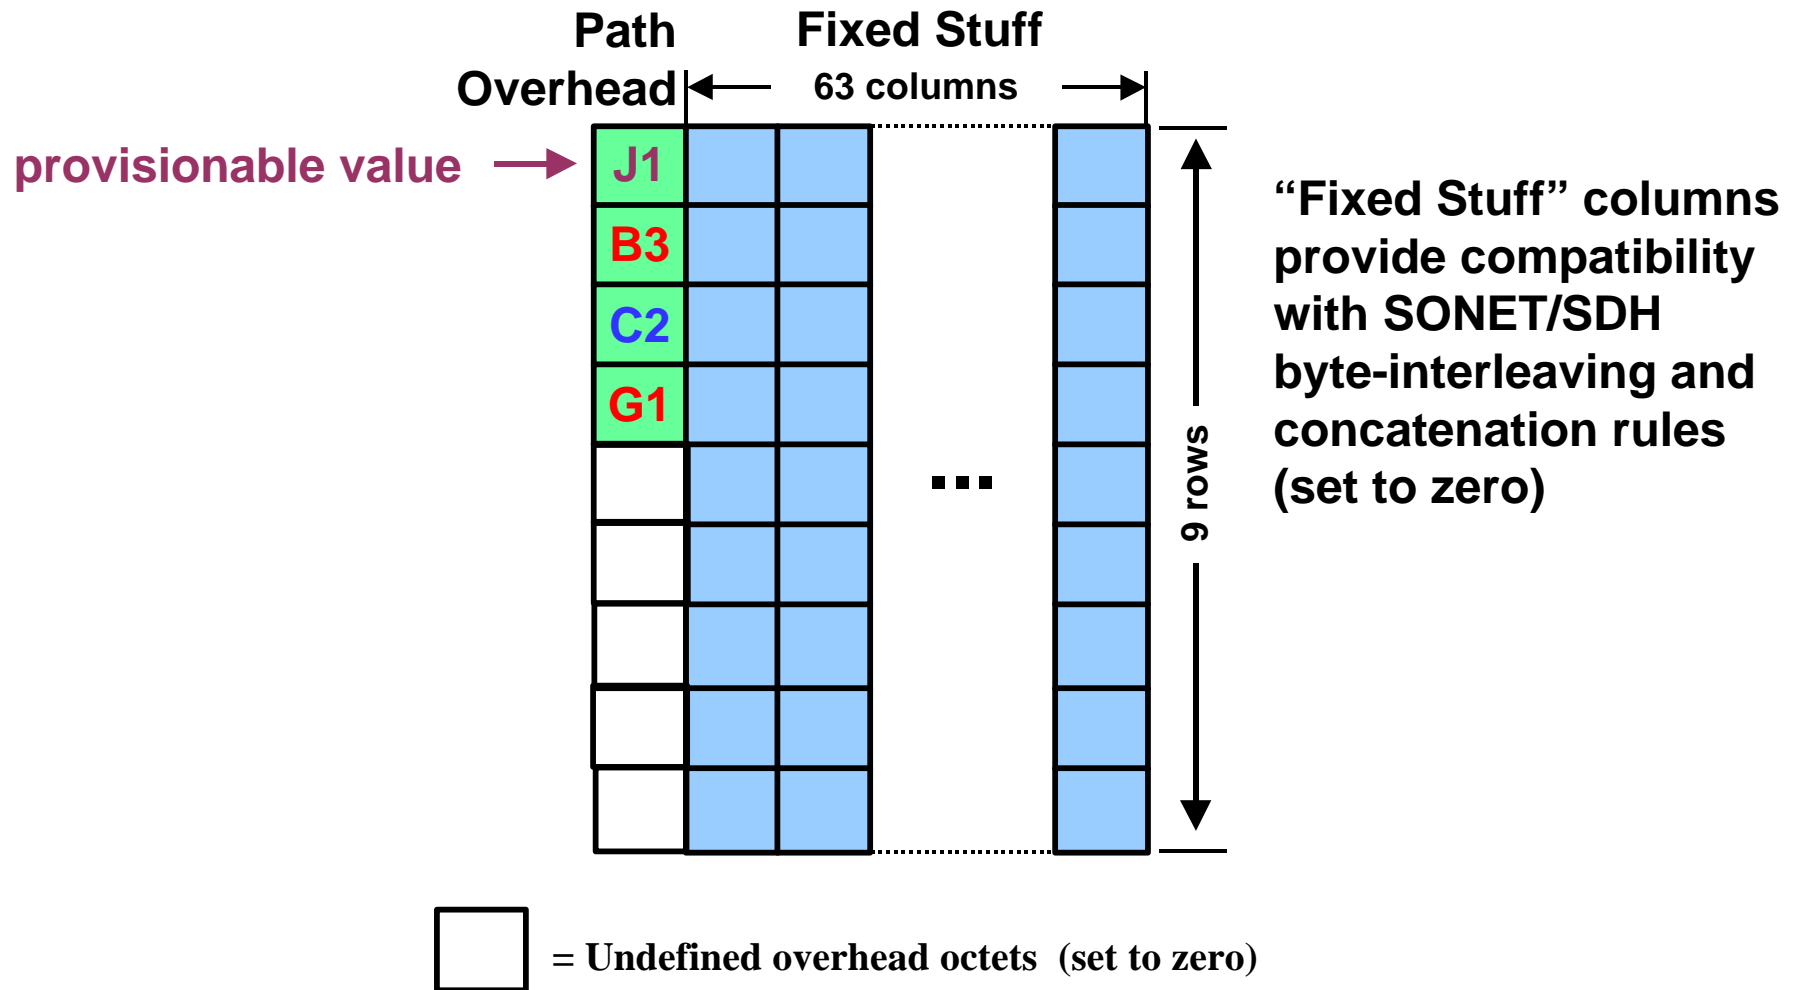 Path
Overhead
Fixed Stuff
63 columns
provisionable value
J1
B3
C2
G1
...
9 rows
“Fixed Stuff” columns
provide compatibility
with SONET/SDH
byte-interleaving and
concatenation rules
(set to zero)
= Undefined overhead octets (set to zero)